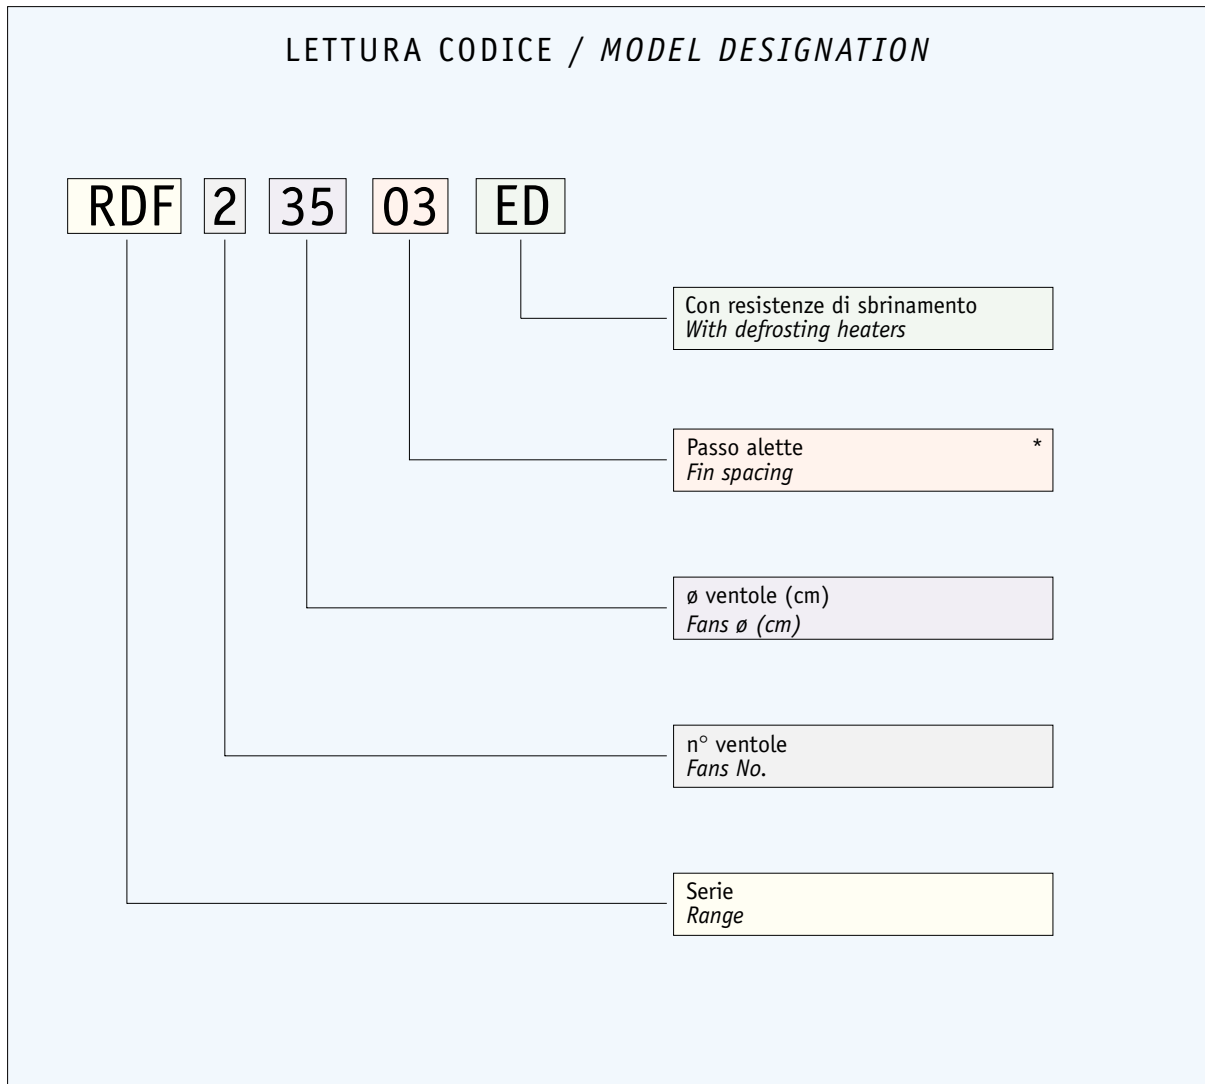 LETTURA CODICE / MODEL DESIGNATION
RDF 2 35 03 ED
Con resistenze di sbrinamento
With defrosting heaters
Passo alette *
Fin spacing
ø ventole (cm)
Fans ø (cm)
n° ventole
Fans No.
Serie
Range